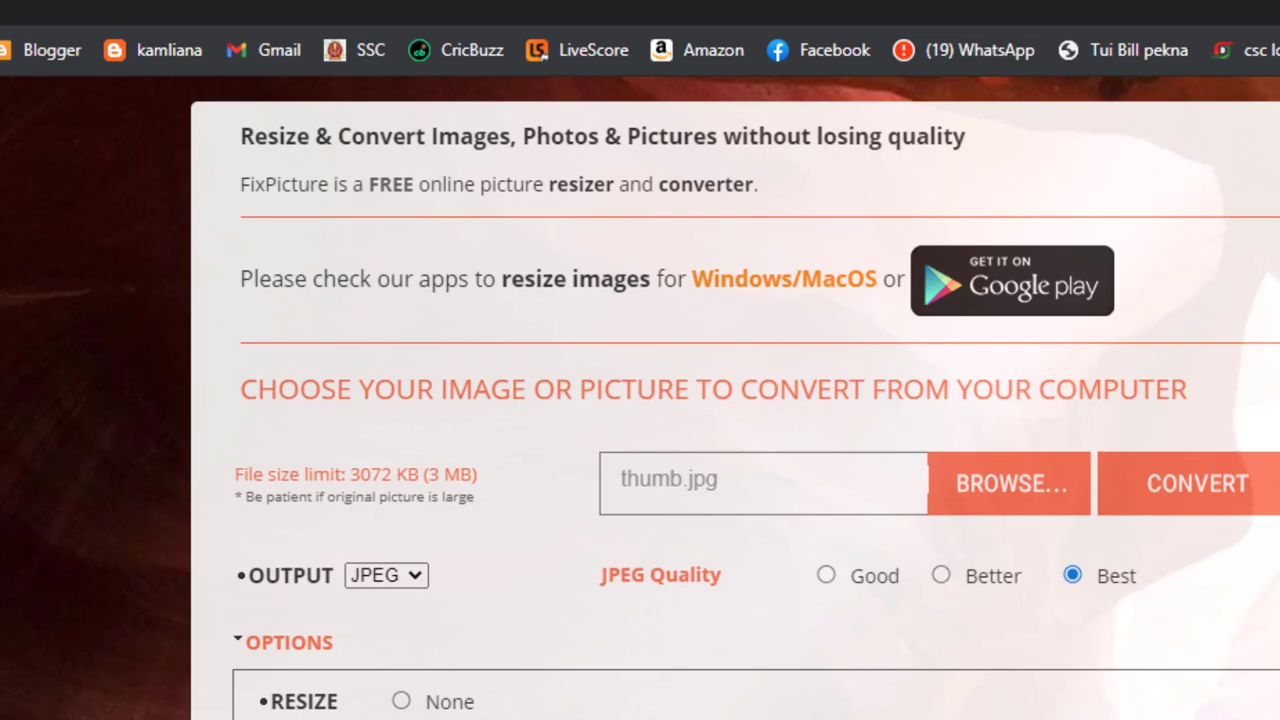 Blogger kamliana Gmail SSC CricBuzz LiveScore Amazon Facebook (19) WhatsApp Tui Bill pekna csc
Resize & Convert Images, Photos & Pictures without losing quality
FixPicture is a FREE online picture resizer and converter.
Please check our apps to resize images for Windows/MacOS or GET IT ON Google play
CHOOSE YOUR IMAGE OR PICTURE TO CONVERT FROM YOUR COMPUTER
File size limit: 3072 KB (3 MB) thumb.jpg BROWSE... CONVERT
* Be patient if original picture is large
•OUTPUT JPEG JPEG Quality Good Better Best
OPTIONS
•RESIZE None